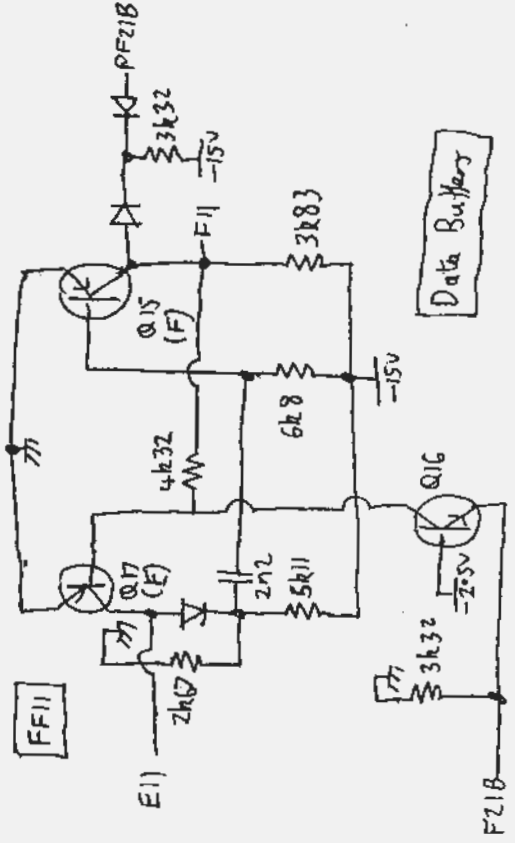 FF11
E11
2k67
Q17
(E)
4k32
2n2
5k11
Q15
(F)
6k8
-15v
F11
3k83
PF21B
3k32
-15v
F21B
3k32
-2.5v
Q16
Data Buffers